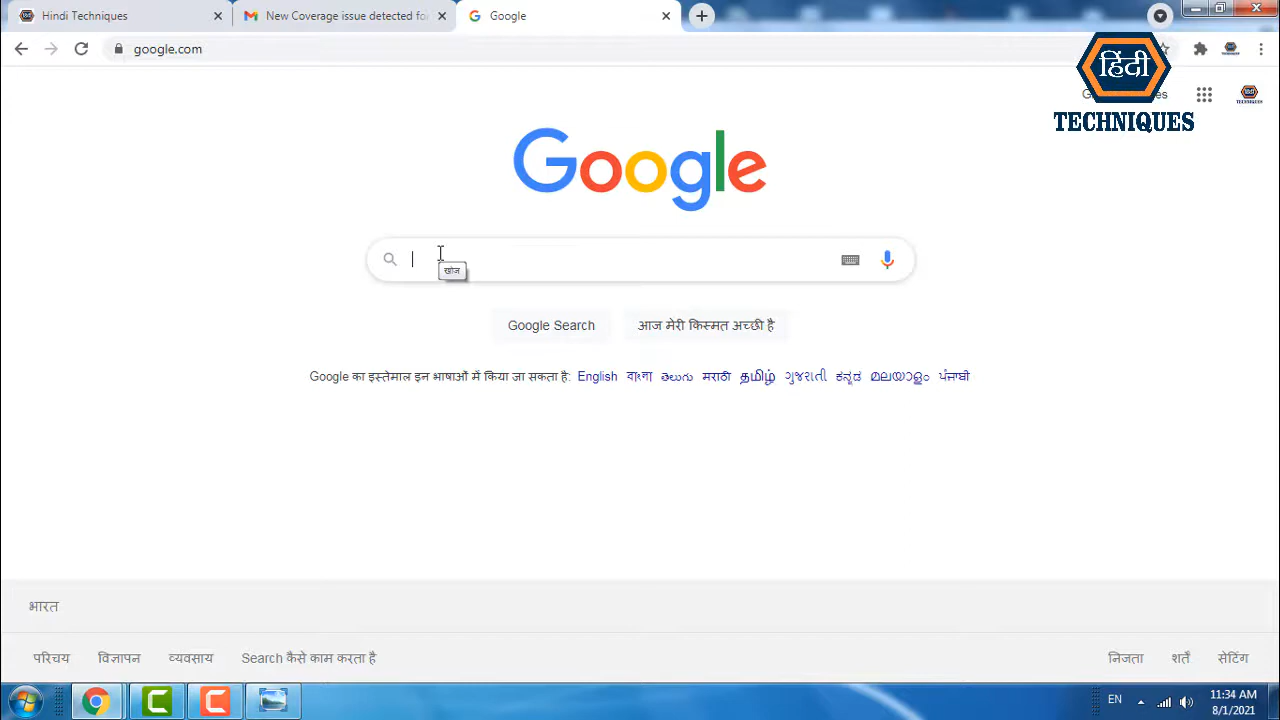 Hindi Techniques
New Coverage issue detected for
Google
google.com
हिंदी
TECHNIQUES
Google
खोज
Google Search
आज मेरी किस्मत अच्छी है
Google का इस्तेमाल इन भाषाओं में किया जा सकता है: English বাংলা తెలుగు मराठी தமிழ் ગુજરાતી ಕನ್ನಡ മലയാളം ਪੰਜਾਬੀ
भारत
परिचय विज्ञापन व्यवसाय Search कैसे काम करता है
निजता शर्तें सेटिंग
EN
11:34 AM
8/1/2021